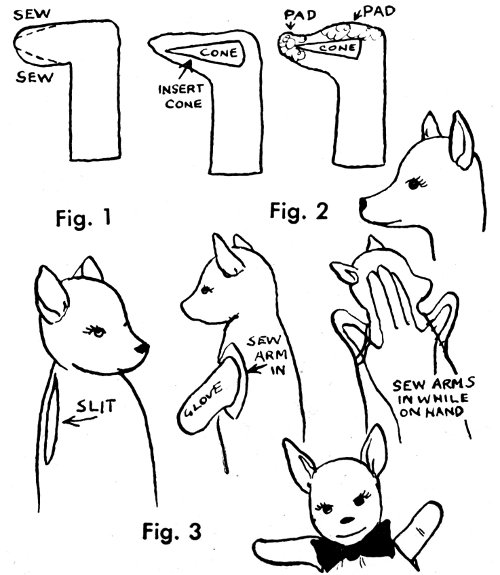 SEW
SEW
Fig. 1
CONE
INSERT
CONE
PAD
PAD
CONE
Fig. 2
SLIT
SEW
ARM
IN
GLOVE
SEW ARMS
IN WHILE
ON HAND
Fig. 3